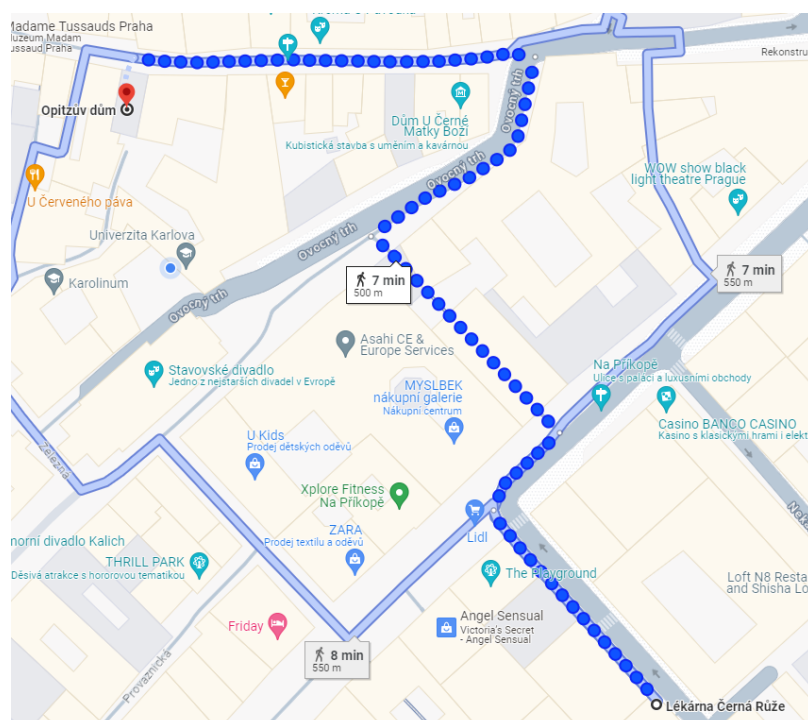 Madame Tussauds Praha
Muzeum Madam
ussaud Praha
Rekonstru
Opitzův dům
Dům U Černé
Matky Boží
Kubistická stavba s uměním a kavárnou
Ovocný trh
Ovocný trh
WOW show black
light theatre Prague
U Červeného páva
Univerzita Karlova
Ovocný trh
Karolinum
7 min
500 m
7 min
550 m
Ovocný trh
Asahi CE &
Europe Services
Stavovské divadlo
Jedno z nejstarších divadel v Evropě
Na Příkopě
Ulice s paláci a luxusními obchody
MYSLBEK
nákupní galerie
Nákupní centrum
Casino BANCO CASINO
Kasino s klasickými hrami i elekt
U Kids
Prodej dětských oděvů
Železná
Xplore Fitness
Na Příkopě
Nek
ZARA
Prodej textilu a oděvů
Lidl
morní divadlo Kalich
THRILL PARK
Děsivá atrakce s hororovou tematikou
The Playground
Loft N8 Resta
and Shisha Lo
Friday
Angel Sensual
Victoria's Secret
- Angel Sensual
8 min
550 m
Provaznická
Lékárna Černá Růže